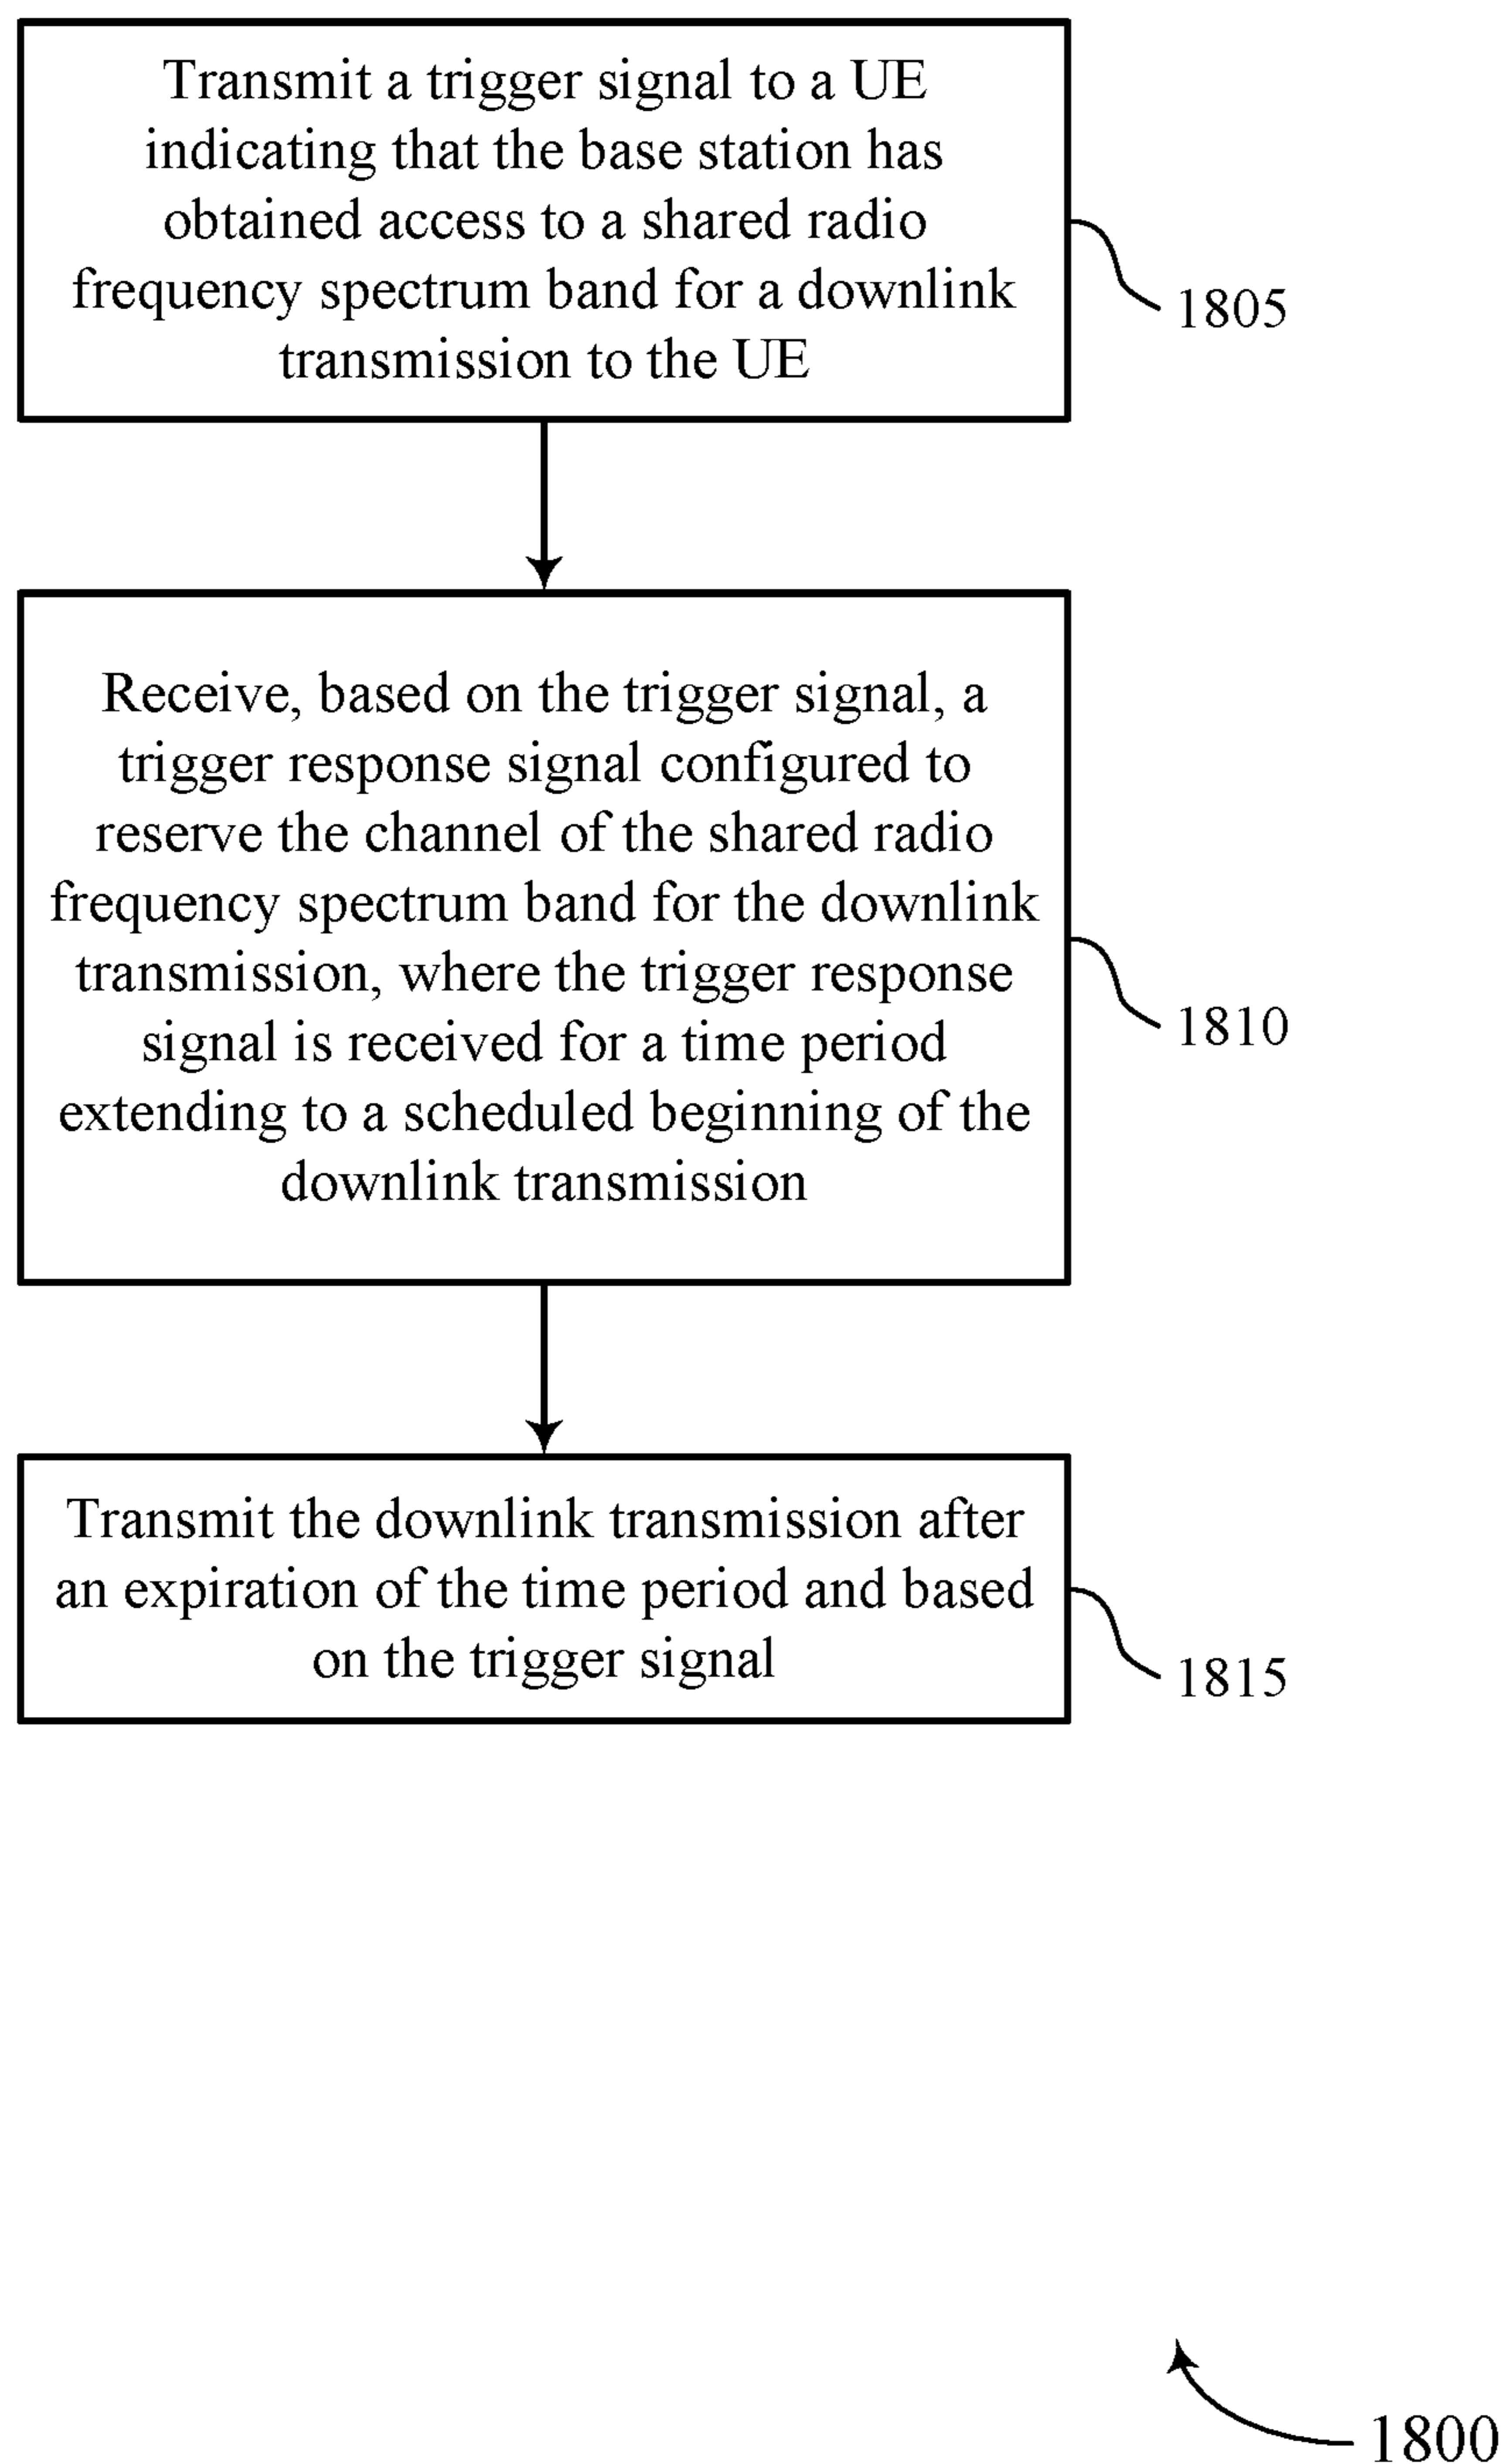 Transmit a trigger signal to a UE
indicating that the base station has
obtained access to a shared radio
frequency spectrum band for a downlink
transmission to the UE
1805
Receive, based on the trigger signal, a
trigger response signal configured to
reserve the channel of the shared radio
frequency spectrum band for the downlink
transmission, where the trigger response
signal is received for a time period
extending to a scheduled beginning of the
downlink transmission
1810
Transmit the downlink transmission after
an expiration of the time period and based
on the trigger signal
1815
1800